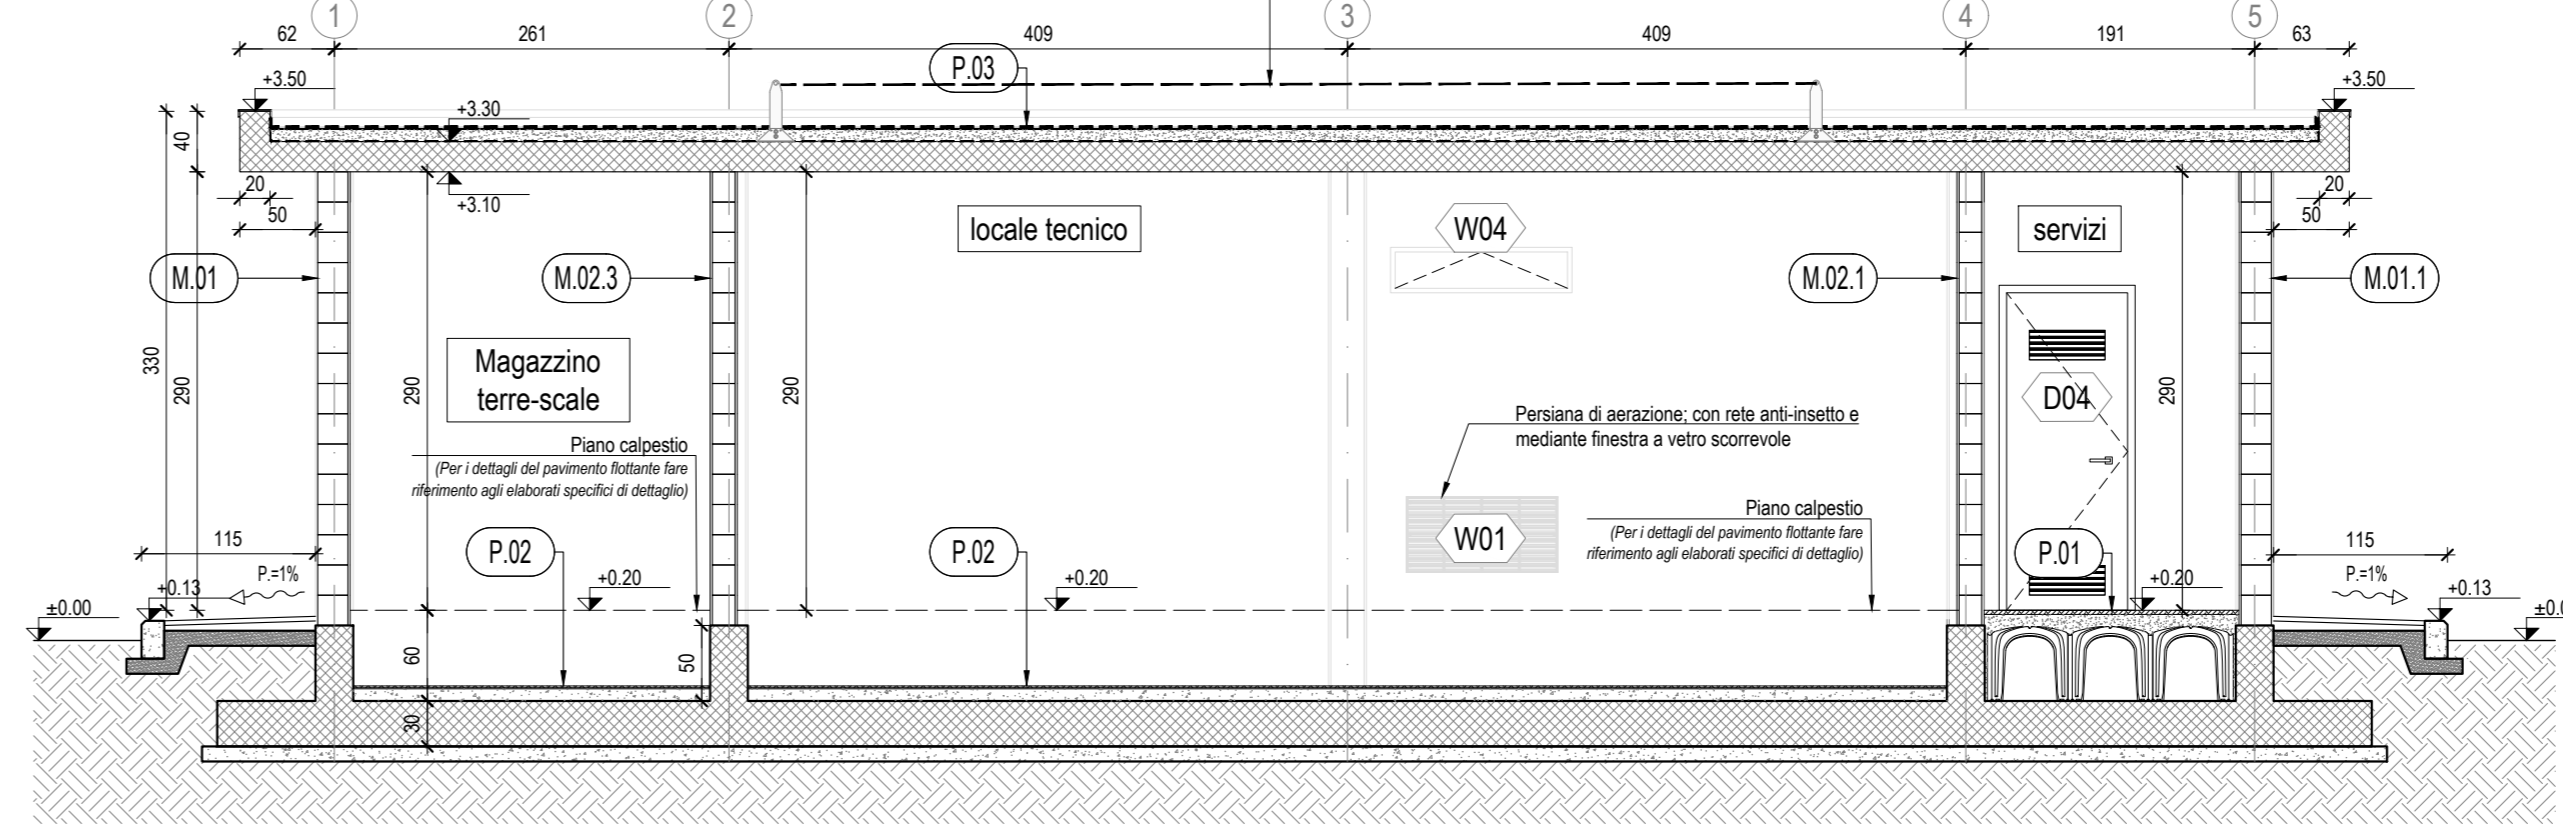 1 2 3 4 5
62 261 409 409 191 63
P.03
+3.50 +3.50
+3.30
40
20 20
+3.10
50 50
locale tecnico W04 servizi
M.01 M.02.3 M.02.1 M.01.1
330 290 290 290 290
Magazzino
terre-scale
D04
Persiana di aerazione; con rete anti-insetto e
mediante finestra a vetro scorrevole
Piano calpestio
(Per i dettagli del pavimento flottante fare
riferimento agli elaborati specifici di dettaglio)
Piano calpestio
(Per i dettagli del pavimento flottante fare
riferimento agli elaborati specifici di dettaglio)
W01
115 P.02 P.02 P.01 115
P.=1% +0.20 +0.20 +0.20 P.=1%
±0.00 +0.13 +0.13
60 50
30